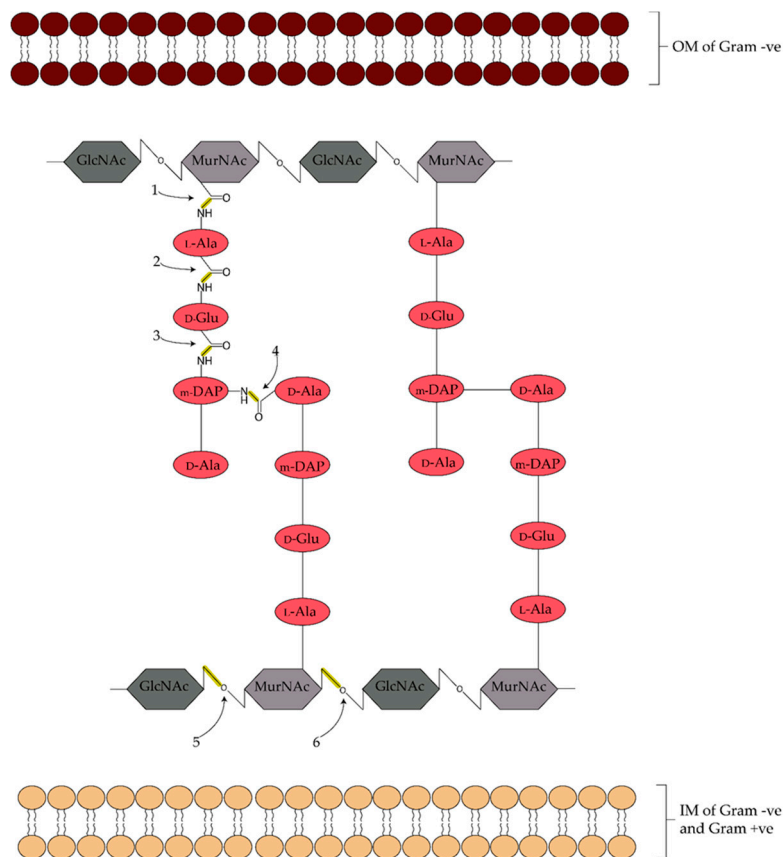 OM of Gram -ve
GlcNAc O MurNAc O GlcNAc O MurNAc
1
O
NH
L-Ala L-Ala
2
O
NH
D-Glu D-Glu
3
O
NH
4
m-DAP N H O D-Ala m-DAP D-Ala
D-Ala m-DAP D-Ala m-DAP
D-Glu D-Glu
L-Ala L-Ala
GlcNAc O MurNAc O GlcNAc O MurNAc
5 6
IM of Gram -ve
and Gram +ve